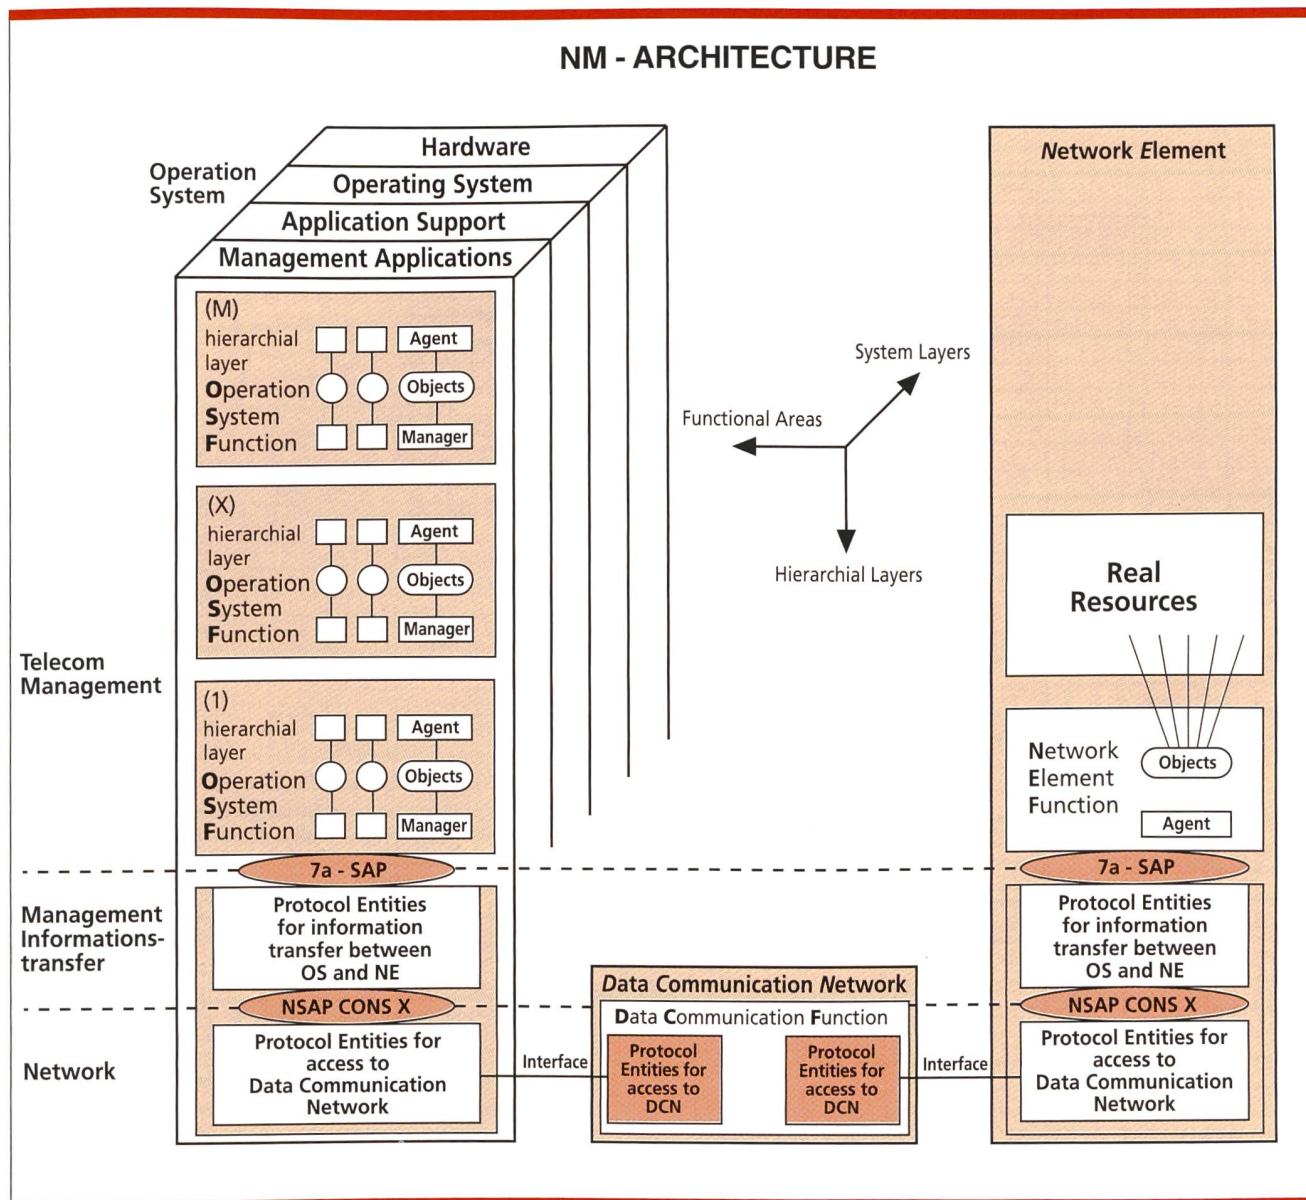 NM - ARCHITECTURE
Operation
System
Hardware
Operating System
Application Support
Management Applications
(M)
hierarchial
layer
Operation
System
Function
Agent
Objects
Manager
(X)
hierarchial
layer
Operation
System
Function
Agent
Objects
Manager
Telecom
Management
(1)
hierarchial
layer
Operation
System
Function
Agent
Objects
Manager
System Layers
Functional Areas
Hierarchial Layers
Network Element
Real
Resources
Network
Element
Function
Objects
Agent
7a - SAP
7a - SAP
Management
Informations-
transfer
Protocol Entities
for information
transfer between
OS and NE
Protocol Entities
for information
transfer between
OS and NE
NSAP CONS X
NSAP CONS X
Network
Protocol Entities for
access to
Data Communication
Network
Interface
Data Communication Network
Data Communication Function
Protocol
Entities for
access to
DCN
Protocol
Entities for
access to
DCN
Interface
Protocol Entities for
access to
Data Communication
Network